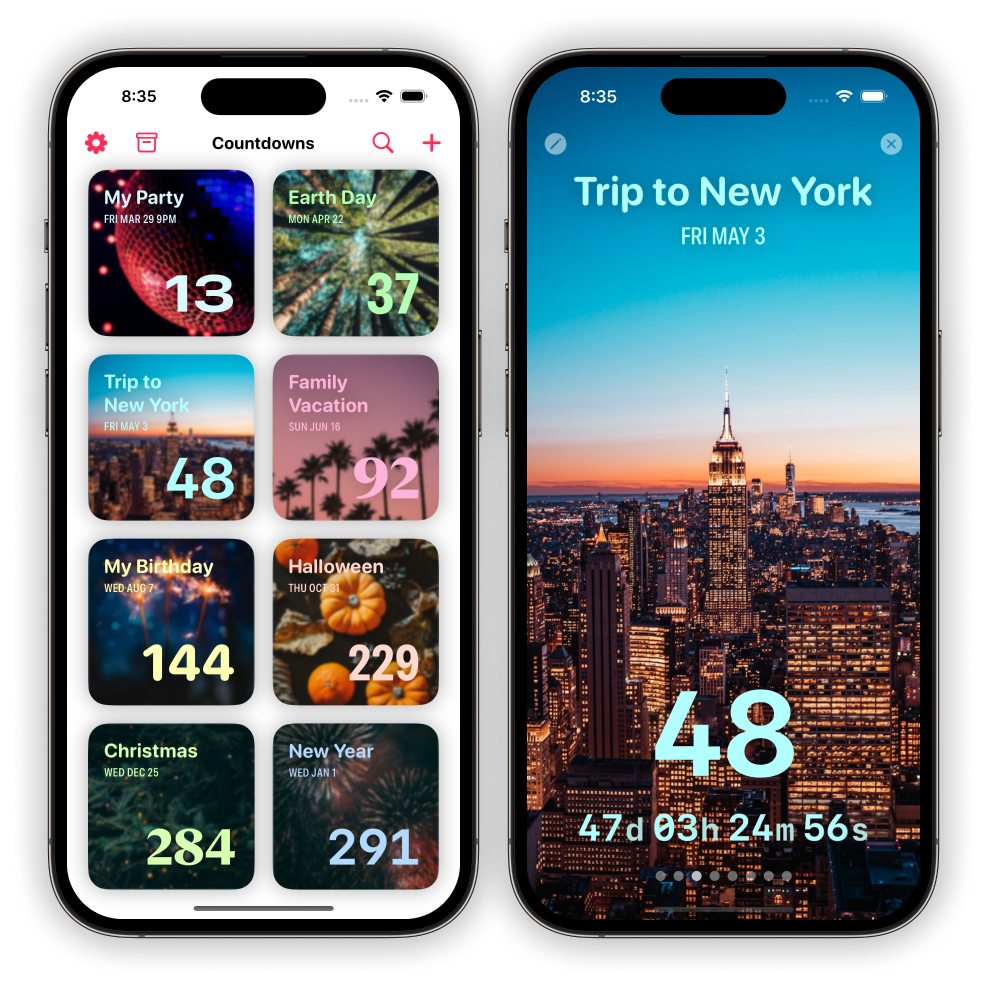 8:35
Countdowns
My Party
FRI MAR 29 9PM
13
Earth Day
MON APR 22
37
Trip to
New York
FRI MAY 3
48
Family
Vacation
SUN JUN 16
92
My Birthday
WED AUG 7
144
Halloween
THU OCT 31
229
Christmas
WED DEC 25
284
New Year
WED JAN 1
291
8:35
Trip to New York
FRI MAY 3
48
47d 03h 24m 56s